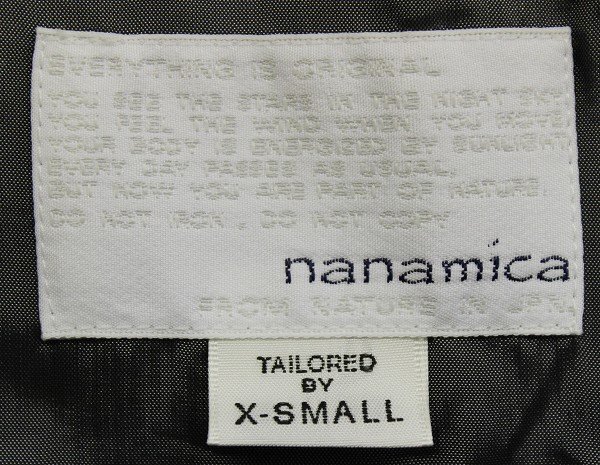 EVERYTHING IS ORIGINAL
YOU SEE THE STARS IN THE NIGHT SKY
YOU FEEL THE WIND WHEN YOU MOVE
YOUR BODY IS ENERGISED BY SUNLIGHT
EVERY DAY PASSES AS USUAL.
BUT NOW YOU ARE PART OF NATURE.
DO NOT IRON . DO NOT COPY
nanamica
FROM NATURE IN
TAILORED
BY
X-SMALL